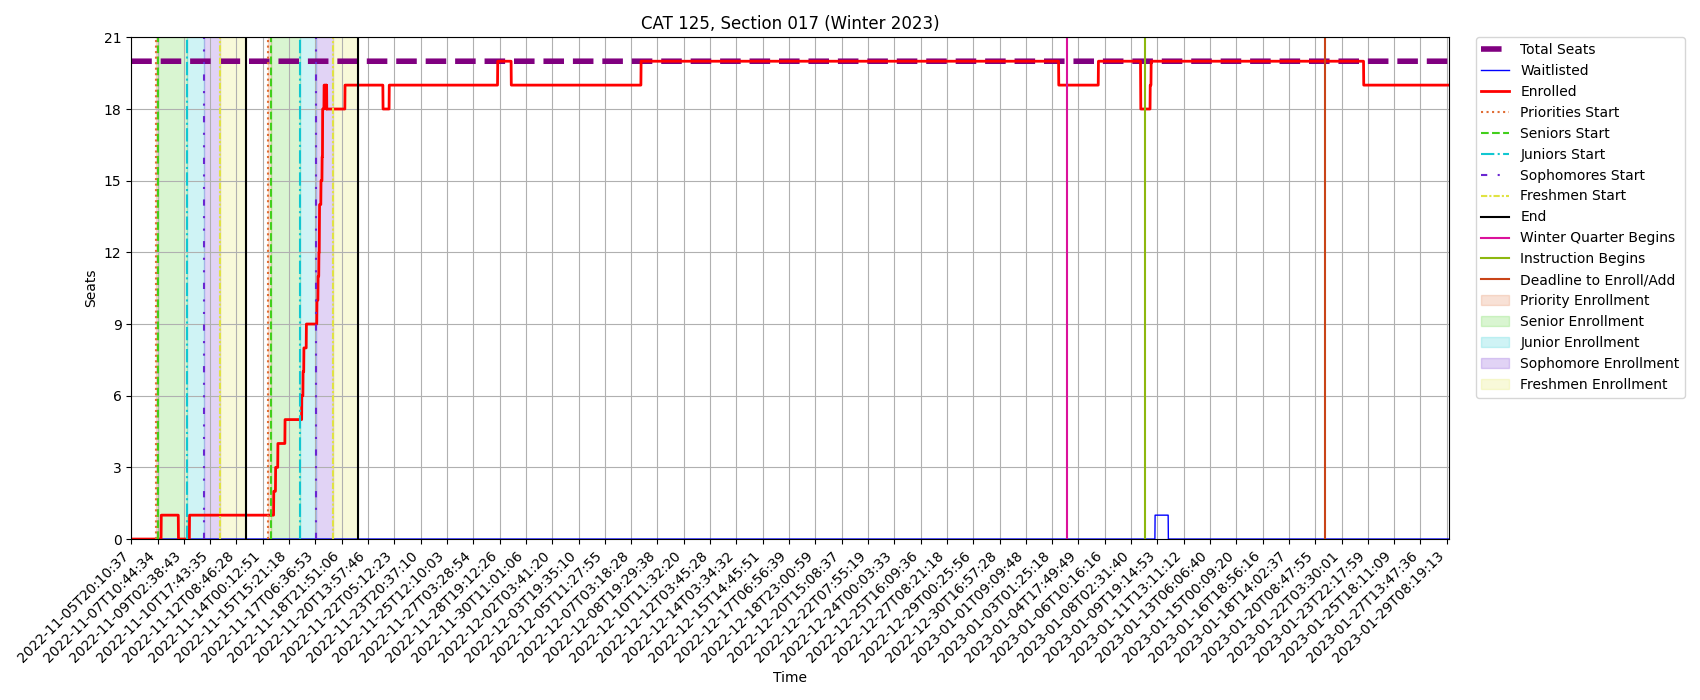 CAT 125, Section 017 (Winter 2023)
21
18
15
12
9
6
3
0
Seats
2022-11-05T20:10:37
2022-11-07T10:44:34
2022-11-09T02:38:43
2022-11-10T17:43:35
2022-11-12T08:46:28
2022-11-14T00:12:51
2022-11-15T15:21:18
2022-11-17T06:36:53
2022-11-18T21:51:06
2022-11-20T13:57:46
2022-11-22T05:12:23
2022-11-23T20:37:10
2022-11-25T12:10:03
2022-11-27T03:28:54
2022-11-28T19:12:26
2022-11-30T11:01:06
2022-12-02T03:41:20
2022-12-03T19:35:10
2022-12-05T11:27:55
2022-12-07T03:18:28
2022-12-08T19:29:38
2022-12-10T11:32:20
2022-12-12T03:45:28
2022-12-14T03:34:32
2022-12-15T14:45:51
2022-12-17T06:56:39
2022-12-18T23:00:59
2022-12-20T15:08:37
2022-12-22T07:55:19
2022-12-24T00:03:33
2022-12-25T16:09:36
2022-12-27T08:21:18
2022-12-29T00:25:56
2022-12-30T16:57:28
2023-01-01T09:09:48
2023-01-03T01:25:18
2023-01-04T17:49:49
2023-01-06T10:16:16
2023-01-08T02:31:40
2023-01-09T19:14:53
2023-01-11T13:11:12
2023-01-13T06:06:40
2023-01-15T00:09:20
2023-01-16T18:56:16
2023-01-18T14:02:37
2023-01-20T08:47:55
2023-01-22T03:30:01
2023-01-23T22:17:59
2023-01-25T18:11:09
2023-01-27T13:47:36
2023-01-29T08:19:13
Time
Total Seats
Waitlisted
Enrolled
Priorities Start
Seniors Start
Juniors Start
Sophomores Start
Freshmen Start
End
Winter Quarter Begins
Instruction Begins
Deadline to Enroll/Add
Priority Enrollment
Senior Enrollment
Junior Enrollment
Sophomore Enrollment
Freshmen Enrollment